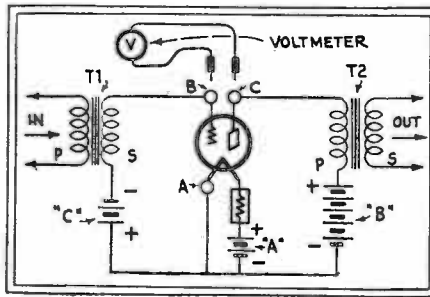 V
VOLTMETER
T1
T2
B
C
IN
OUT
P
S
P
S
A
-
+
"C"
+
-
"A"
+
-
"B"